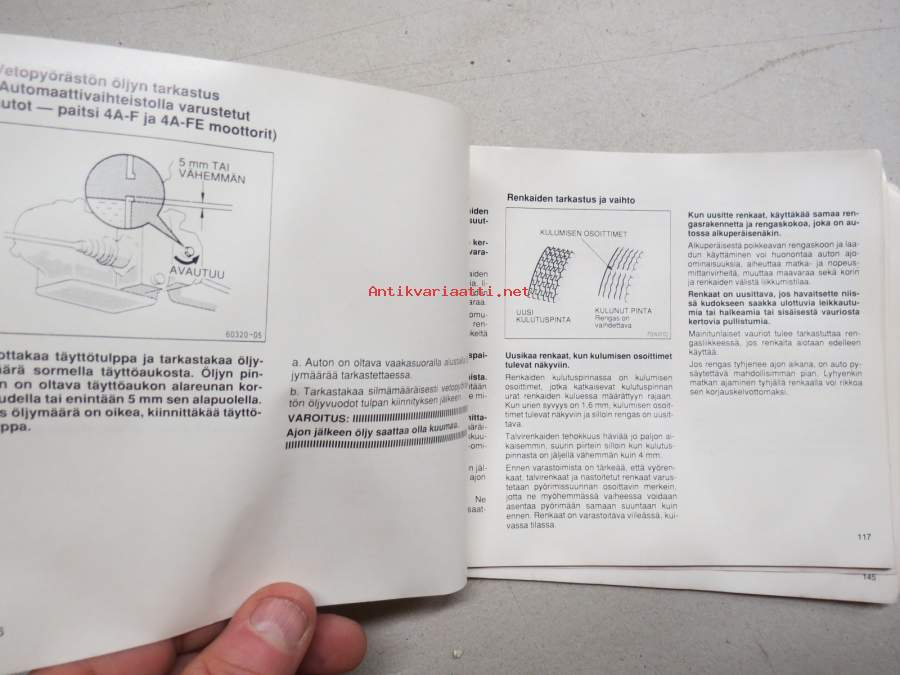 Vetopyörästön öljyn tarkastus
Automaattivaihteistolla varustetut
utot — paitsi 4A-F ja 4A-FE moottorit)
5 mm TAI
VÄHEMMÄN
AVAUTUU
60320-05
ottakaa täyttötulppa ja tarkastakaa öljy-
äärä sormella täyttöaukosta. Öljyn pin-
n on oltava täyttöaukon alareunan kor-
udella tai enintään 5 mm sen alapuolella.
s öljymäärä on oikea, kiinnittäkää täyttö-
ppa.
a. Auton on oltava vaakasuoralla alustalla
jymäärää tarkastettaessa.
b. Tarkastakaa silmämääräisesti vetopyörs-
tön öljyvuodot tulpan kiinnityksen jälkeen.
VAROITUS:
Ajon jälkeen öljy saattaa olla kuumaa.
Antikvariaatti.net
Renkaiden tarkastus ja vaihto
KULUMISEN OSOITTIMET
UUSI
KULUTUSPINTA
KULUNUT PINTA
Rengas on
vaihdettava
Uusikaa renkaat, kun kulumisen osoittimet
tulevat näkyviin.
Renkaiden kulutuspinnassa on kulumisen
osoittimet, jotka katkaisevat kulutuspinnan
urat renkaiden kuluessa määrättyyn rajaan.
Kun urien syvyys on 1,6 mm, kulumisen osoit-
timet tulevat näkyviin ja silloin rengas on uusit-
tava.
Talvirenkaiden tehokkuus häviää jo paljon ai-
kaisemmin, suurin piirtein silloin kun kulutus-
pinnasta on jäljellä vähemmän kuin 4 mm.
Ennen varastoimista on tärkeää, että vyören-
kaat, talvirenkaat ja nastoitetut renkaat varus-
tetaan pyörimissuunnan osoittavin merkein,
jotta ne myöhemmässä vaiheessa voidaan
asentaa pyörimään samaan suuntaan kuin
ennen. Renkaat on varastoitava viileässä, kui-
vassa tilassa.
Kun uusitte renkaat, käyttäkää samaa ren-
gasrakennetta ja rengaskokoa, joka on au-
tossa alkuperäisenäkin.
Alkuperäisestä poikkeavan rengaskoon ja laa-
dun käyttäminen voi huonontaa auton ajo-
ominaisuuksia, aiheuttaa matka- ja nopeus-
mittarivirheitä, muuttaa maavaraa sekä korin
ja renkaiden välistä liikkumistilaa.
Renkaat on uusittava, jos havaitsette niis-
sä kudokseen saakka ulottuvia leikkautu-
mia tai halkeamia tai sisäisestä vauriosta
kertovia pullistumia.
Mainitunlaiset vauriot tulee tarkastuttaa ren-
gasliikkeessä, jos renkaita aiotaan edelleen
käyttää.
Jos rengas tyhjenee ajon aikana, on auto py-
säytettävä mahdollisimman pian. Lyhyenkin
matkan ajaminen tyhjällä renkaalla voi rikkoa
sen korjauskelvottomaksi.
117
145